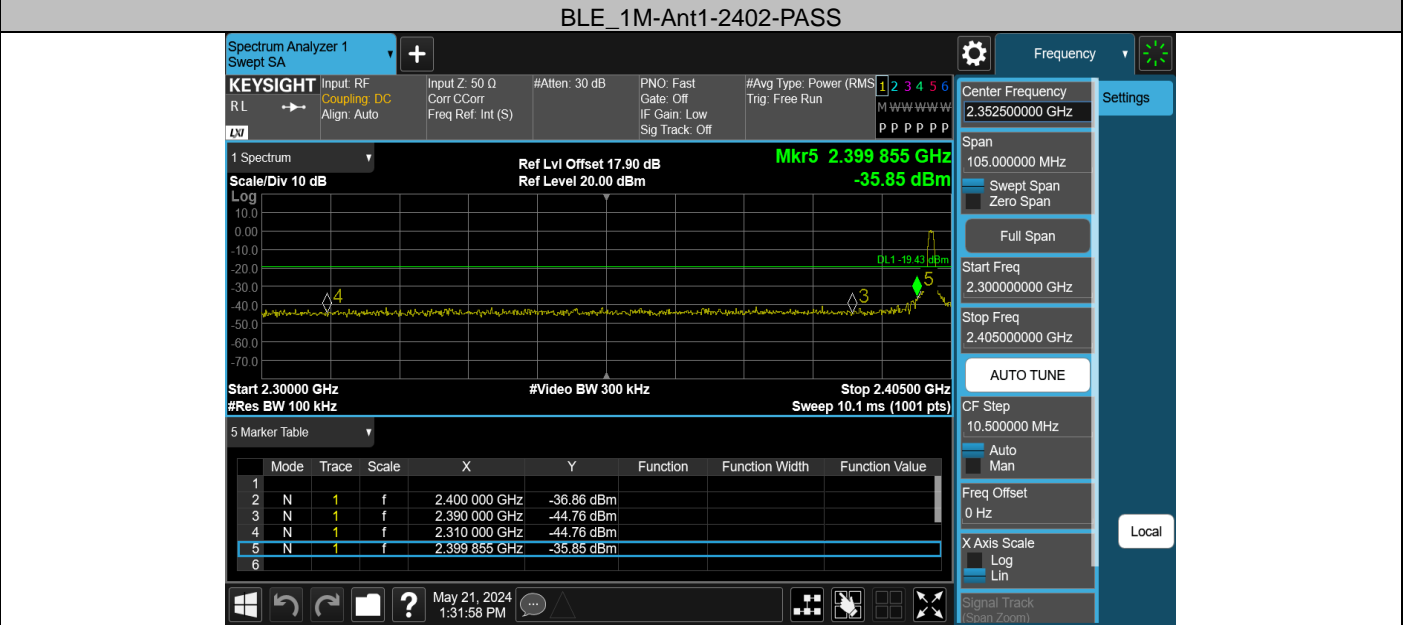 BLE_1M-Ant1-2402-PASS
Spectrum Analyzer 1
Swept SA
+
Frequency
KEYSIGHT
RL
LXI
Input: RF
Coupling: DC
Align: Auto
Input Z: 50 Ω
Corr CCorr
Freq Ref: Int (S)
#Atten: 30 dB
PNO: Fast
Gate: Off
IF Gain: Low
Sig Track: Off
#Avg Type: Power (RMS
Trig: Free Run
1 2 3 4 5 6
M W W W W W
P P P P P P
Center Frequency
2.352500000 GHz
Settings
Span
105.000000 MHz
Swept Span
Zero Span
Full Span
Start Freq
2.300000000 GHz
Stop Freq
2.405000000 GHz
AUTO TUNE
CF Step
10.500000 MHz
Auto
Man
Freq Offset
0 Hz
X Axis Scale
Log
Lin
Signal Track
(Span Zoom)
Local
1 Spectrum
Scale/Div 10 dB
Ref Lvl Offset 17.90 dB
Ref Level 20.00 dBm
Mkr5 2.399 855 GHz
-35.85 dBm
Log
10.0
0.00
-10.0
-20.0
-30.0
-40.0
-50.0
-60.0
-70.0
DL1 -19.43 dBm
4
3
5
Start 2.30000 GHz
#Video BW 300 kHz
Stop 2.40500 GHz
#Res BW 100 kHz
Sweep 10.1 ms (1001 pts)
5 Marker Table
Mode Trace Scale X Y Function Function Width Function Value
1
2 N 1 f 2.400 000 GHz -36.86 dBm
3 N 1 f 2.390 000 GHz -44.76 dBm
4 N 1 f 2.310 000 GHz -44.76 dBm
5 N 1 f 2.399 855 GHz -35.85 dBm
6
?
May 21, 2024
1:31:58 PM